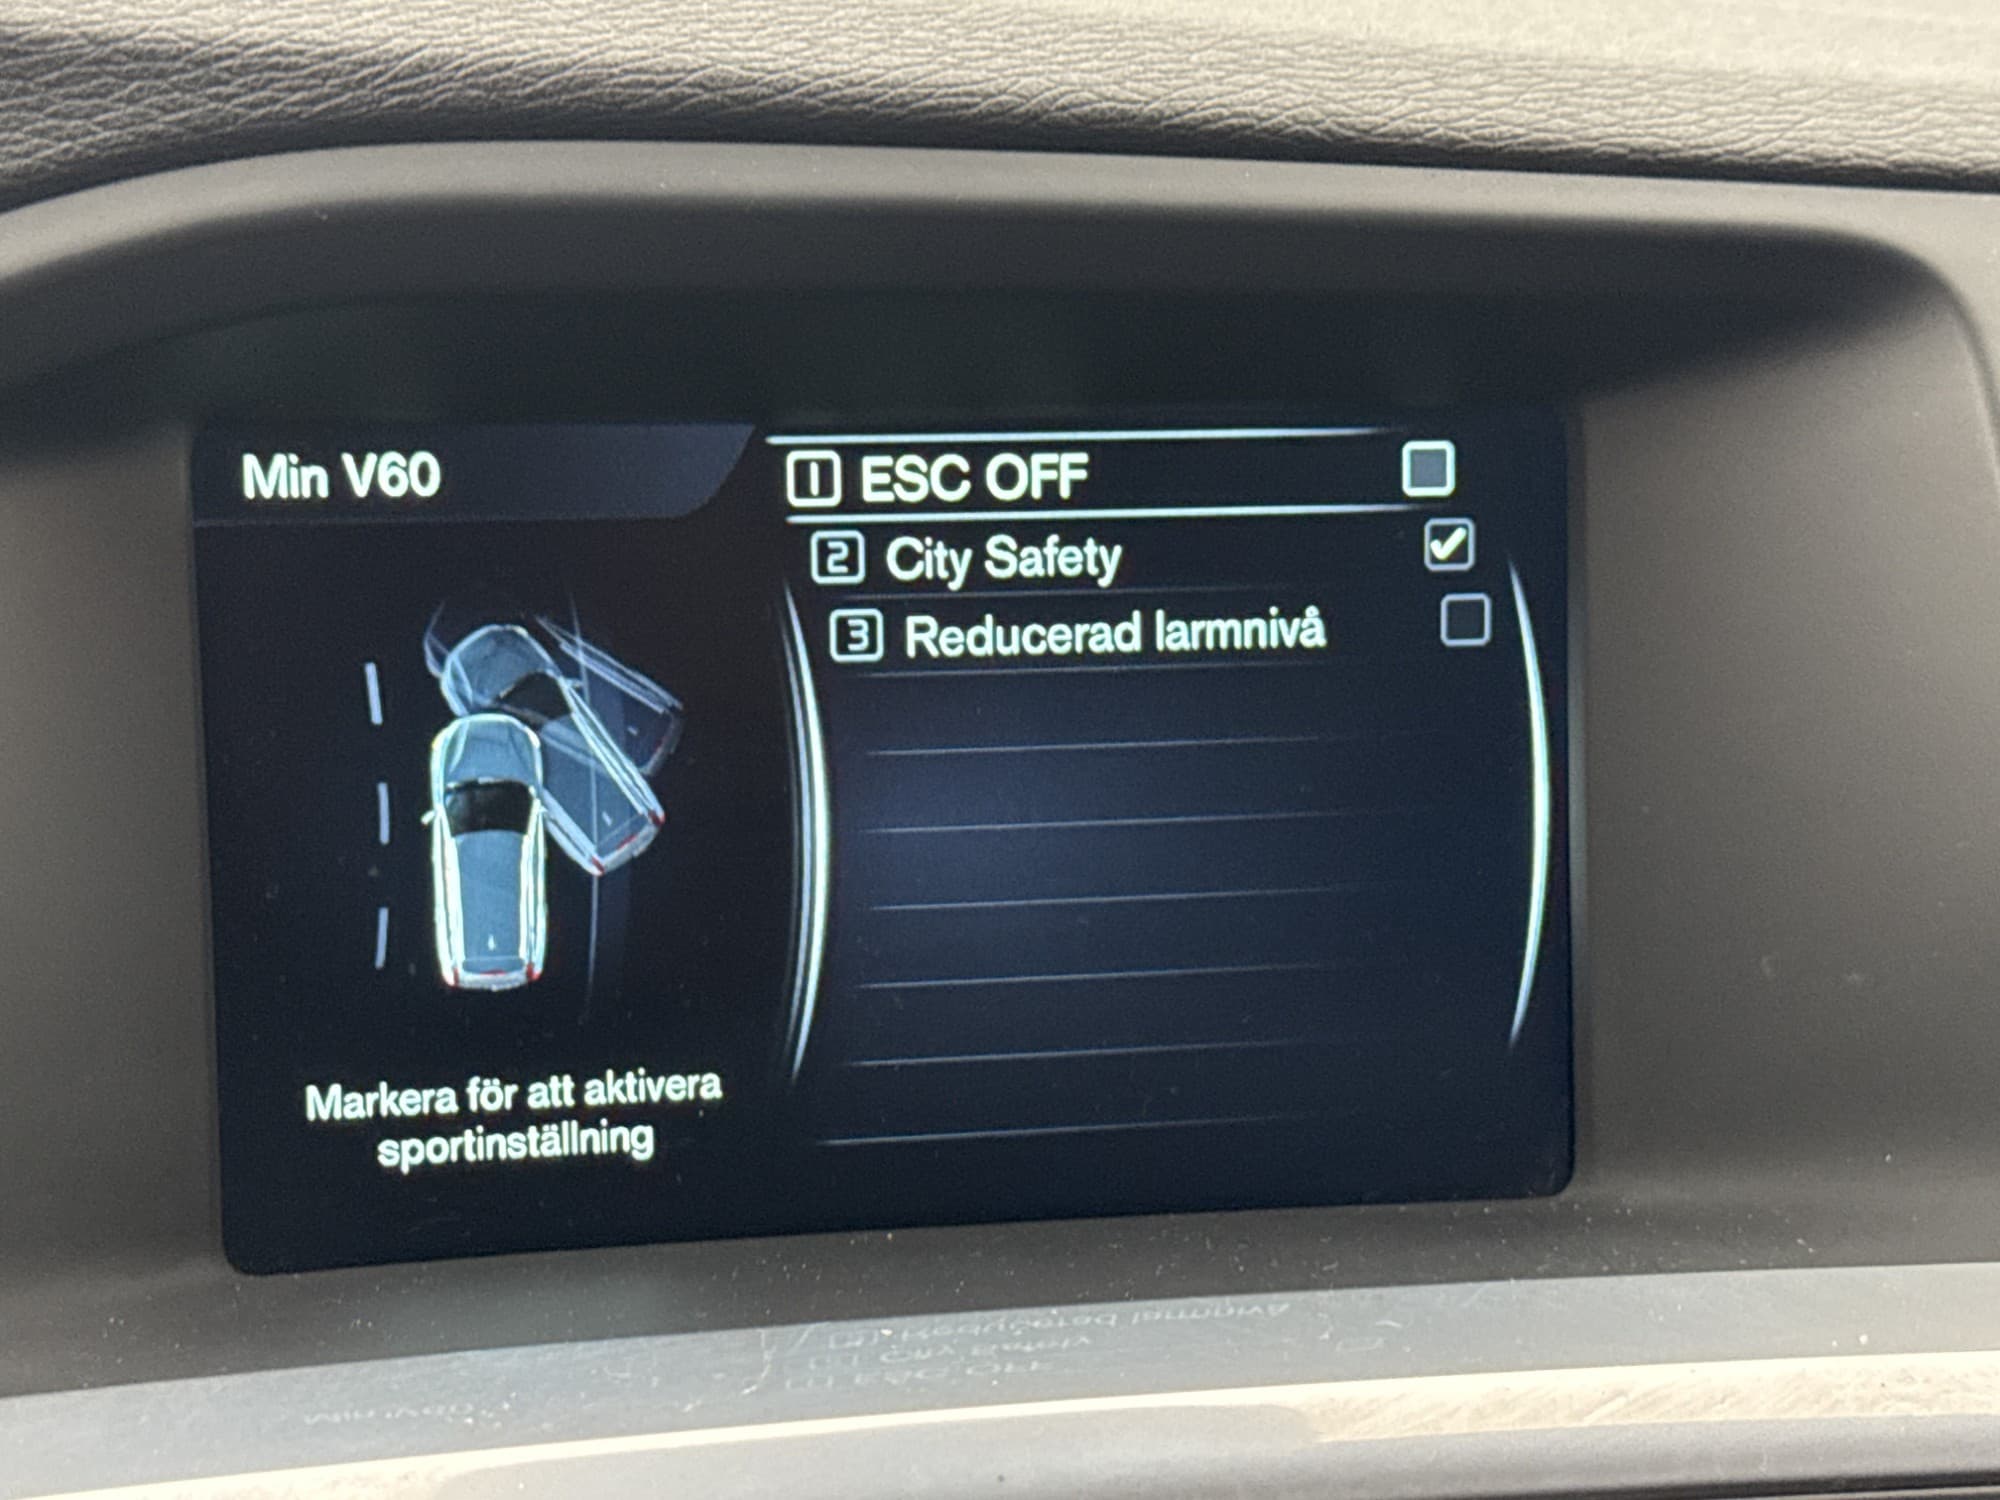 Min V60
1 ESC OFF
2 City Safety
3 Reducerad larmnivå
Markera för att aktivera
sportinställning